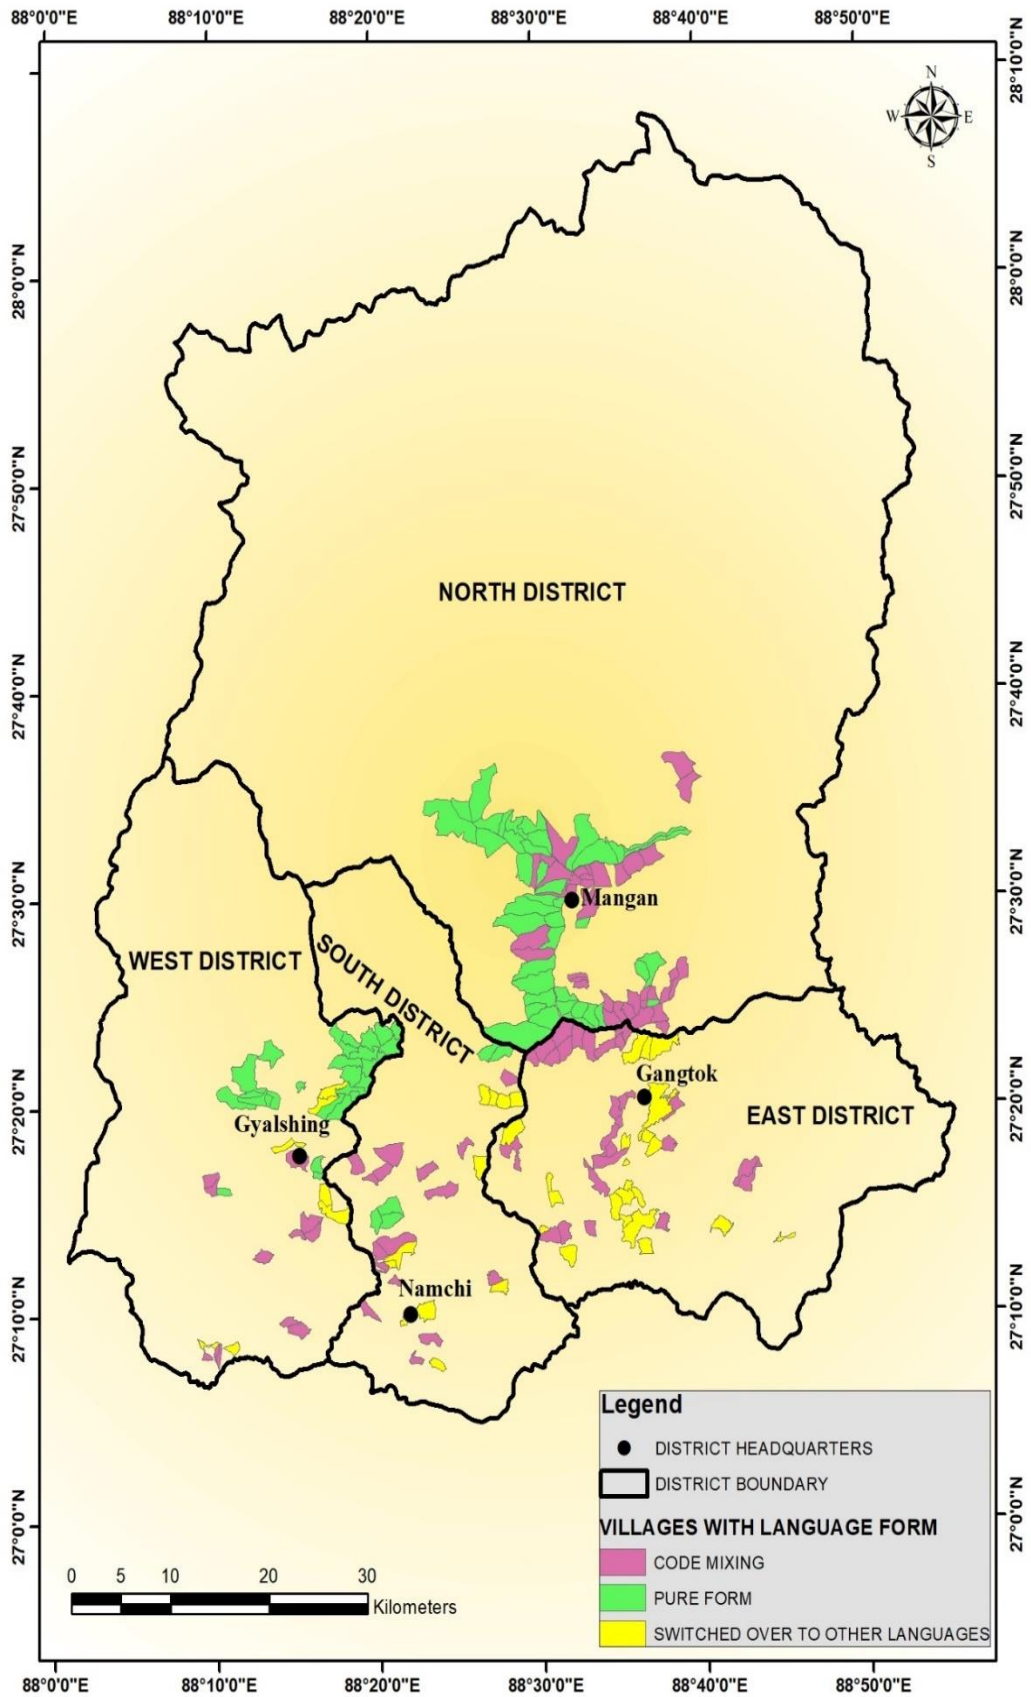 88°0'0"E 88°10'0"E 88°20'0"E 88°30'0"E 88°40'0"E 88°50'0"E
28°10'0"N
N
W E
S
28°0'0"N 28°0'0"N
27°50'0"N 27°50'0"N
NORTH DISTRICT
27°40'0"N 27°40'0"N
Mangan
27°30'0"N 27°30'0"N
WEST DISTRICT
SOUTH DISTRICT
Gangtok
27°20'0"N 27°20'0"N
EAST DISTRICT
Gyalshing
Namchi
27°10'0"N 27°10'0"N
Legend
DISTRICT HEADQUARTERS
DISTRICT BOUNDARY
VILLAGES WITH LANGUAGE FORM
CODE MIXING
PURE FORM
SWITCHED OVER TO OTHER LANGUAGES
27°0'0"N 27°0'0"N
0 5 10 20 30
Kilometers
88°0'0"E 88°10'0"E 88°20'0"E 88°30'0"E 88°40'0"E 88°50'0"E